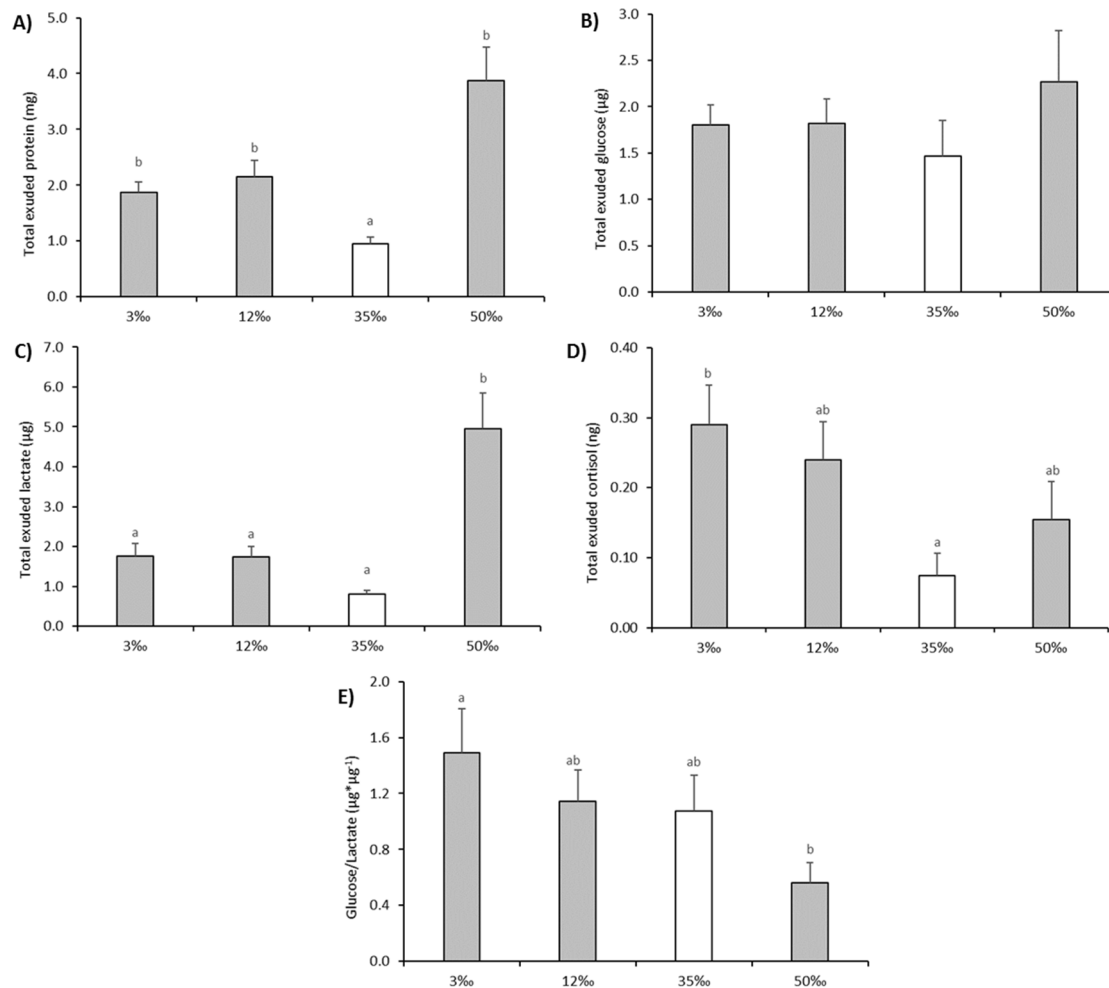 A)
Total exuded protein (mg)
5.0
4.0
3.0
2.0
1.0
0.0
b
b
a
b
3‰ 12‰ 35‰ 50‰
B)
Total exuded glucose (µg)
3.0
2.5
2.0
1.5
1.0
0.5
0.0
3‰ 12‰ 35‰ 50‰
C)
Total exuded lactate (µg)
7.0
6.0
5.0
4.0
3.0
2.0
1.0
0.0
a
a
a
b
3‰ 12‰ 35‰ 50‰
D)
Total exuded cortisol (ng)
0.40
0.30
0.20
0.10
0.00
b
ab
a
ab
3‰ 12‰ 35‰ 50‰
E)
Glucose/Lactate (µg*µg⁻¹)
2.0
1.6
1.2
0.8
0.4
0.0
a
ab
ab
b
3‰ 12‰ 35‰ 50‰